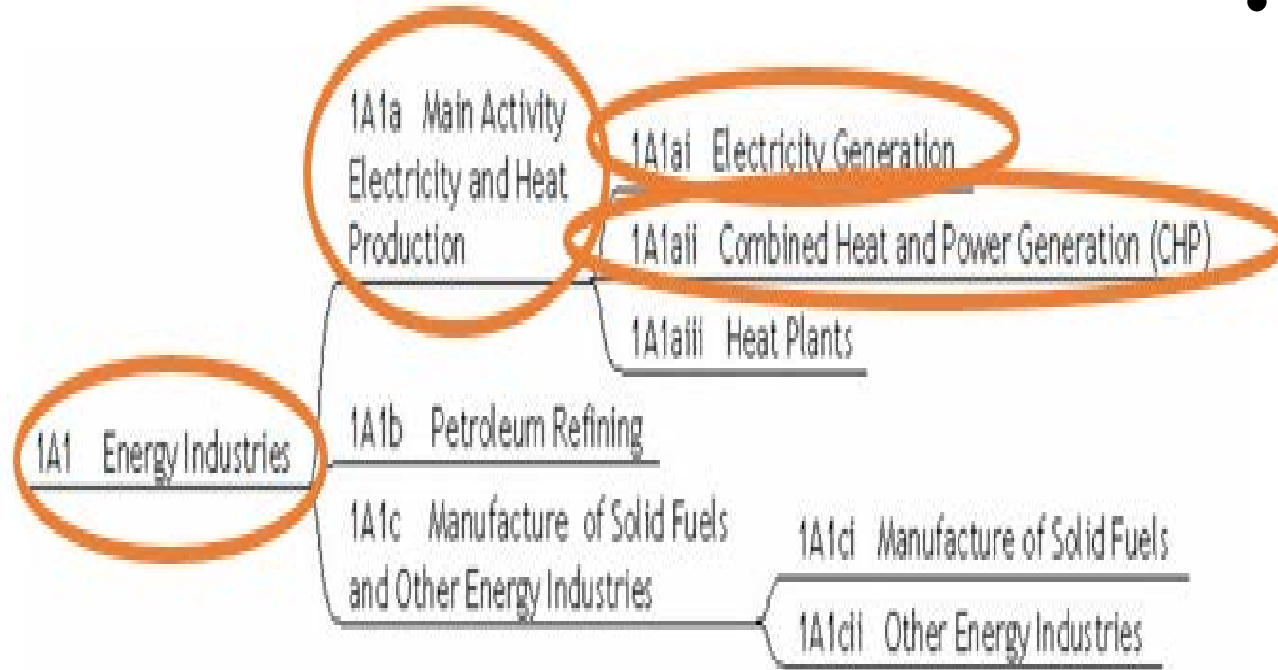 1A1a Main Activity
Electricity and Heat
Production
1A1ai Electricity Generation
1A1aii Combined Heat and Power Generation (CHP)
1A1aiii Heat Plants
1A1 Energy Industries
1A1b Petroleum Refining
1A1c Manufacture of Solid Fuels
and Other Energy Industries
1A1ci Manufacture of Solid Fuels
1A1cii Other Energy Industries